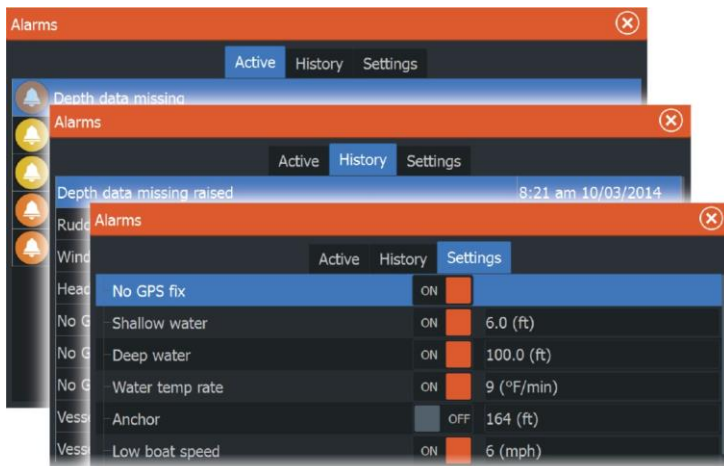 Alarms
Active History Settings
Depth data missing
Alarms
Active History Settings
Depth data missing raised 8:21 am 10/03/2014
Wind
Head
No G
No G
No G
Vess
Vess
Alarms
Active History Settings
No GPS fix ON
Shallow water ON 6.0 (ft)
Deep water ON 100.0 (ft)
Water temp rate ON 9 (°F/min)
Anchor OFF 164 (ft)
Low boat speed ON 6 (mph)